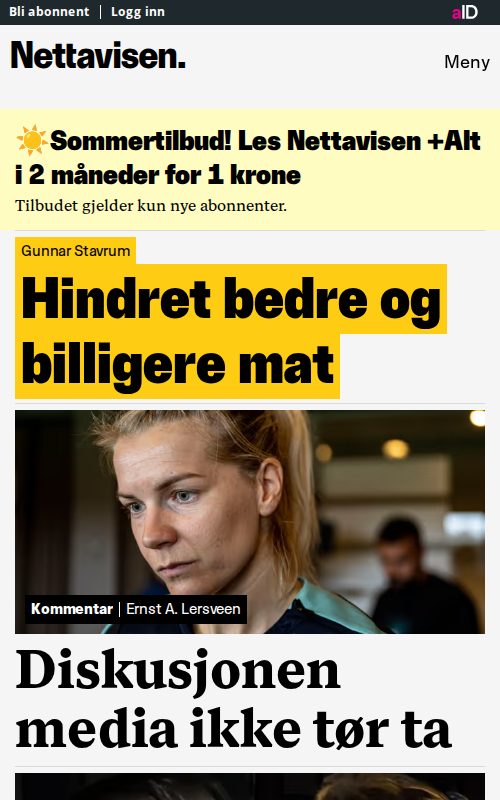 Bli abonnent | Logg inn
aID
Nettavisen.
Meny
☀️Sommertilbud! Les Nettavisen +Alt
i 2 måneder for 1 krone
Tilbudet gjelder kun nye abonnenter.
Gunnar Stavrum
Hindret bedre og
billigere mat
Kommentar | Ernst A. Lersveen
Diskusjonen
media ikke tør ta